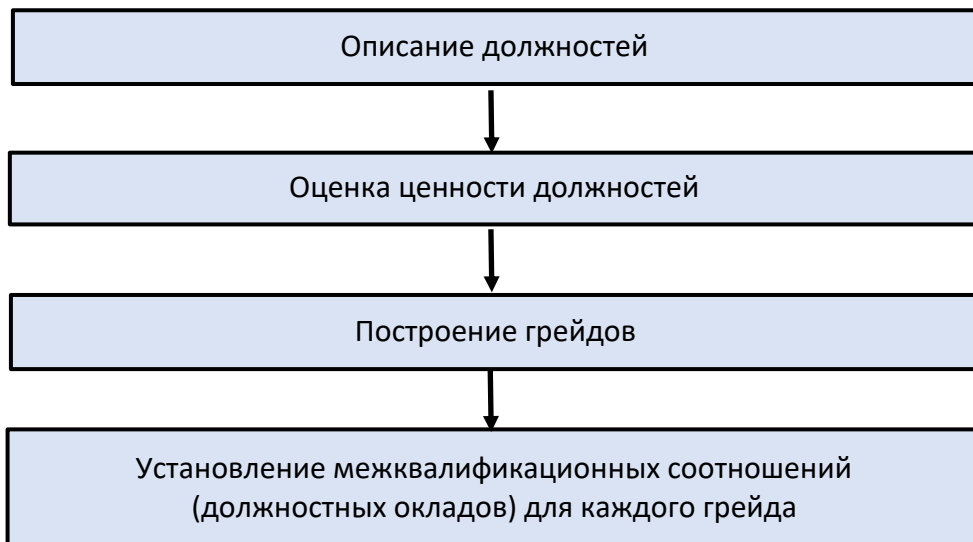 Описание должностей
Оценка ценности должностей
Построение грейдов
Установление межквалификационных соотношений
(должностных окладов) для каждого грейда